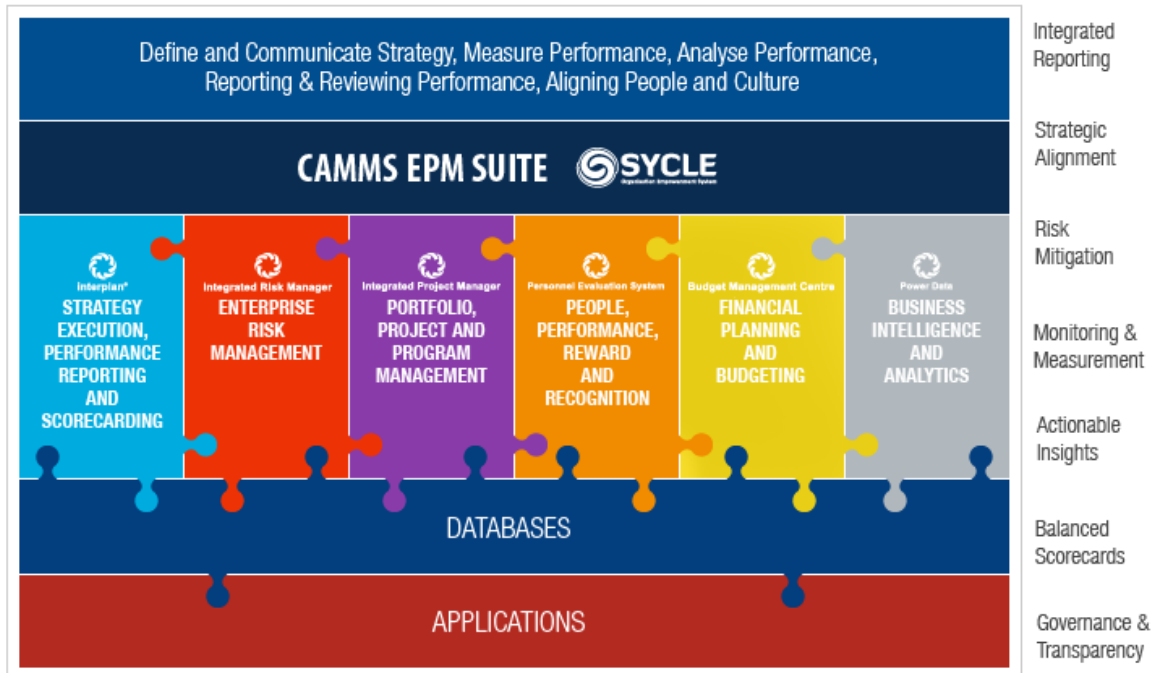 Define and Communicate Strategy, Measure Performance, Analyse Performance,
Reporting & Reviewing Performance, Aligning People and Culture
CAMMS EPM SUITE
SYCLE
Organisation Empowerment System
interplan®
STRATEGY
EXECUTION,
PERFORMANCE
REPORTING
AND
SCORECARDING
Integrated Risk Manager
ENTERPRISE
RISK
MANAGEMENT
Integrated Project Manager
PORTFOLIO,
PROJECT AND
PROGRAM
MANAGEMENT
Personnel Evaluation System
PEOPLE,
PERFORMANCE,
REWARD
AND
RECOGNITION
Budget Management Centre
FINANCIAL
PLANNING
AND
BUDGETING
Power Data
BUSINESS
INTELLIGENCE
AND
ANALYTICS
DATABASES
APPLICATIONS
Integrated
Reporting
Strategic
Alignment
Risk
Mitigation
Monitoring &
Measurement
Actionable
Insights
Balanced
Scorecards
Governance &
Transparency